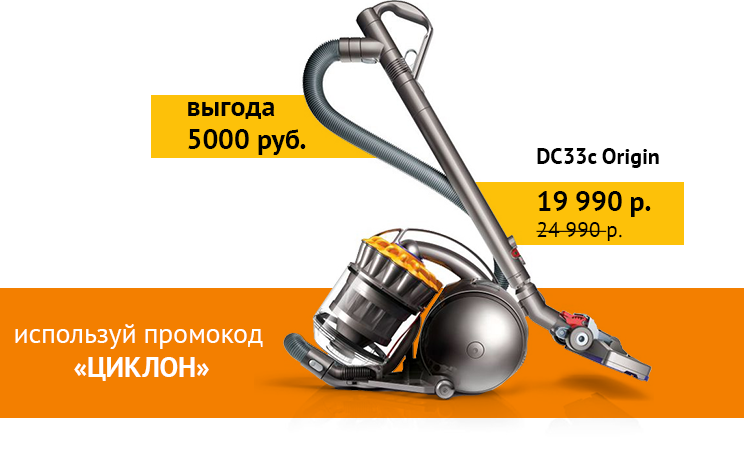 выгода
5000 руб.
DC33c Origin
19 990 р.
24 990 р.
используй промокод
«ЦИКЛОН»